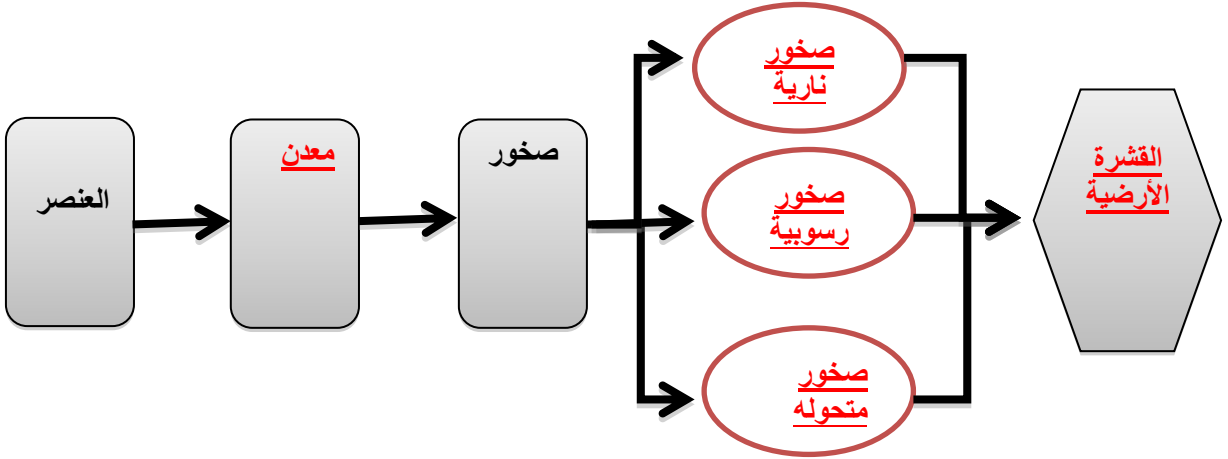 العنصر
معدن
صخور
صخور
نارية
صخور
رسوبية
صخور
متحوله
القشرة
الأرضية